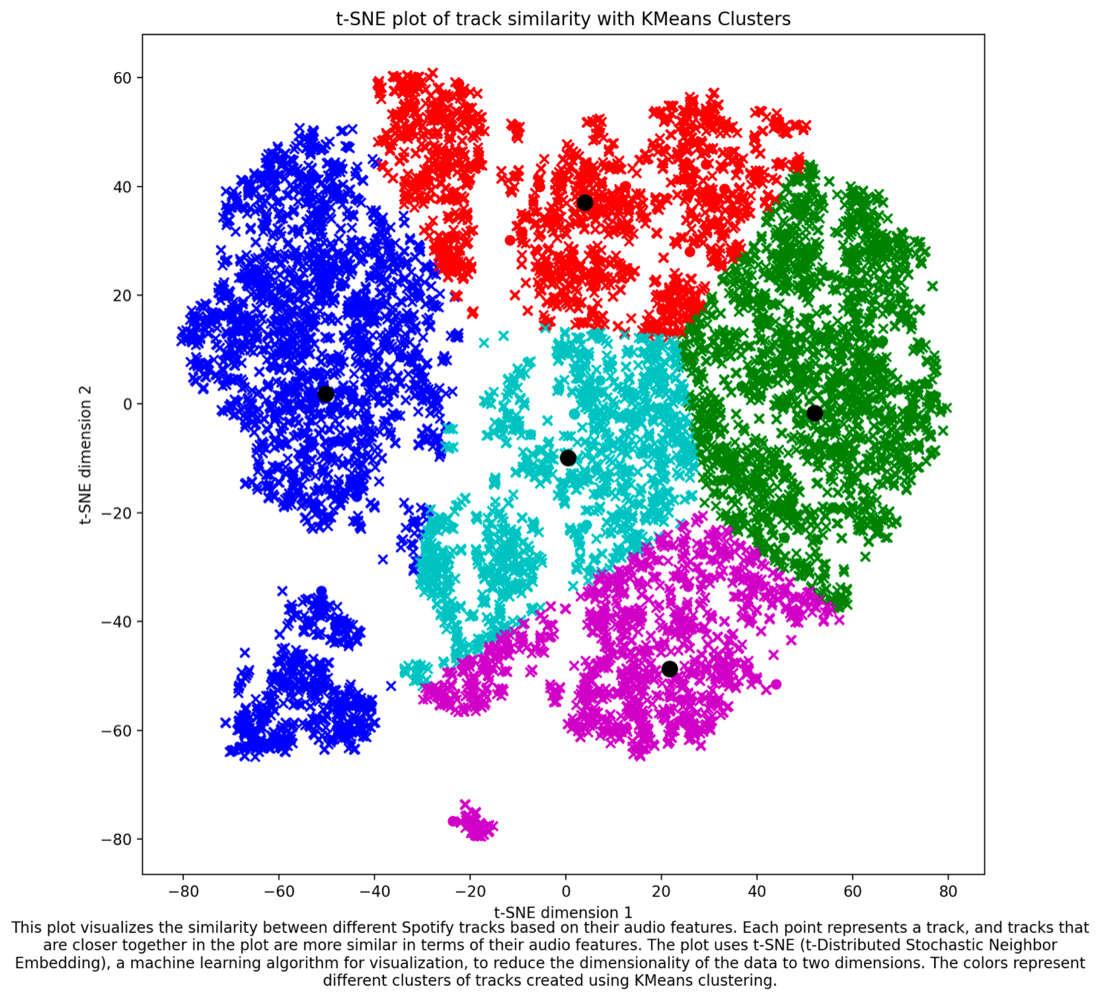 t-SNE plot of track similarity with KMeans Clusters
60
40
20
0
−20
−40
−60
−80
t-SNE dimension 2
−80 −60 −40 −20 0 20 40 60 80
t-SNE dimension 1
This plot visualizes the similarity between different Spotify tracks based on their audio features. Each point represents a track, and tracks that
are closer together in the plot are more similar in terms of their audio features. The plot uses t-SNE (t-Distributed Stochastic Neighbor
Embedding), a machine learning algorithm for visualization, to reduce the dimensionality of the data to two dimensions. The colors represent
different clusters of tracks created using KMeans clustering.